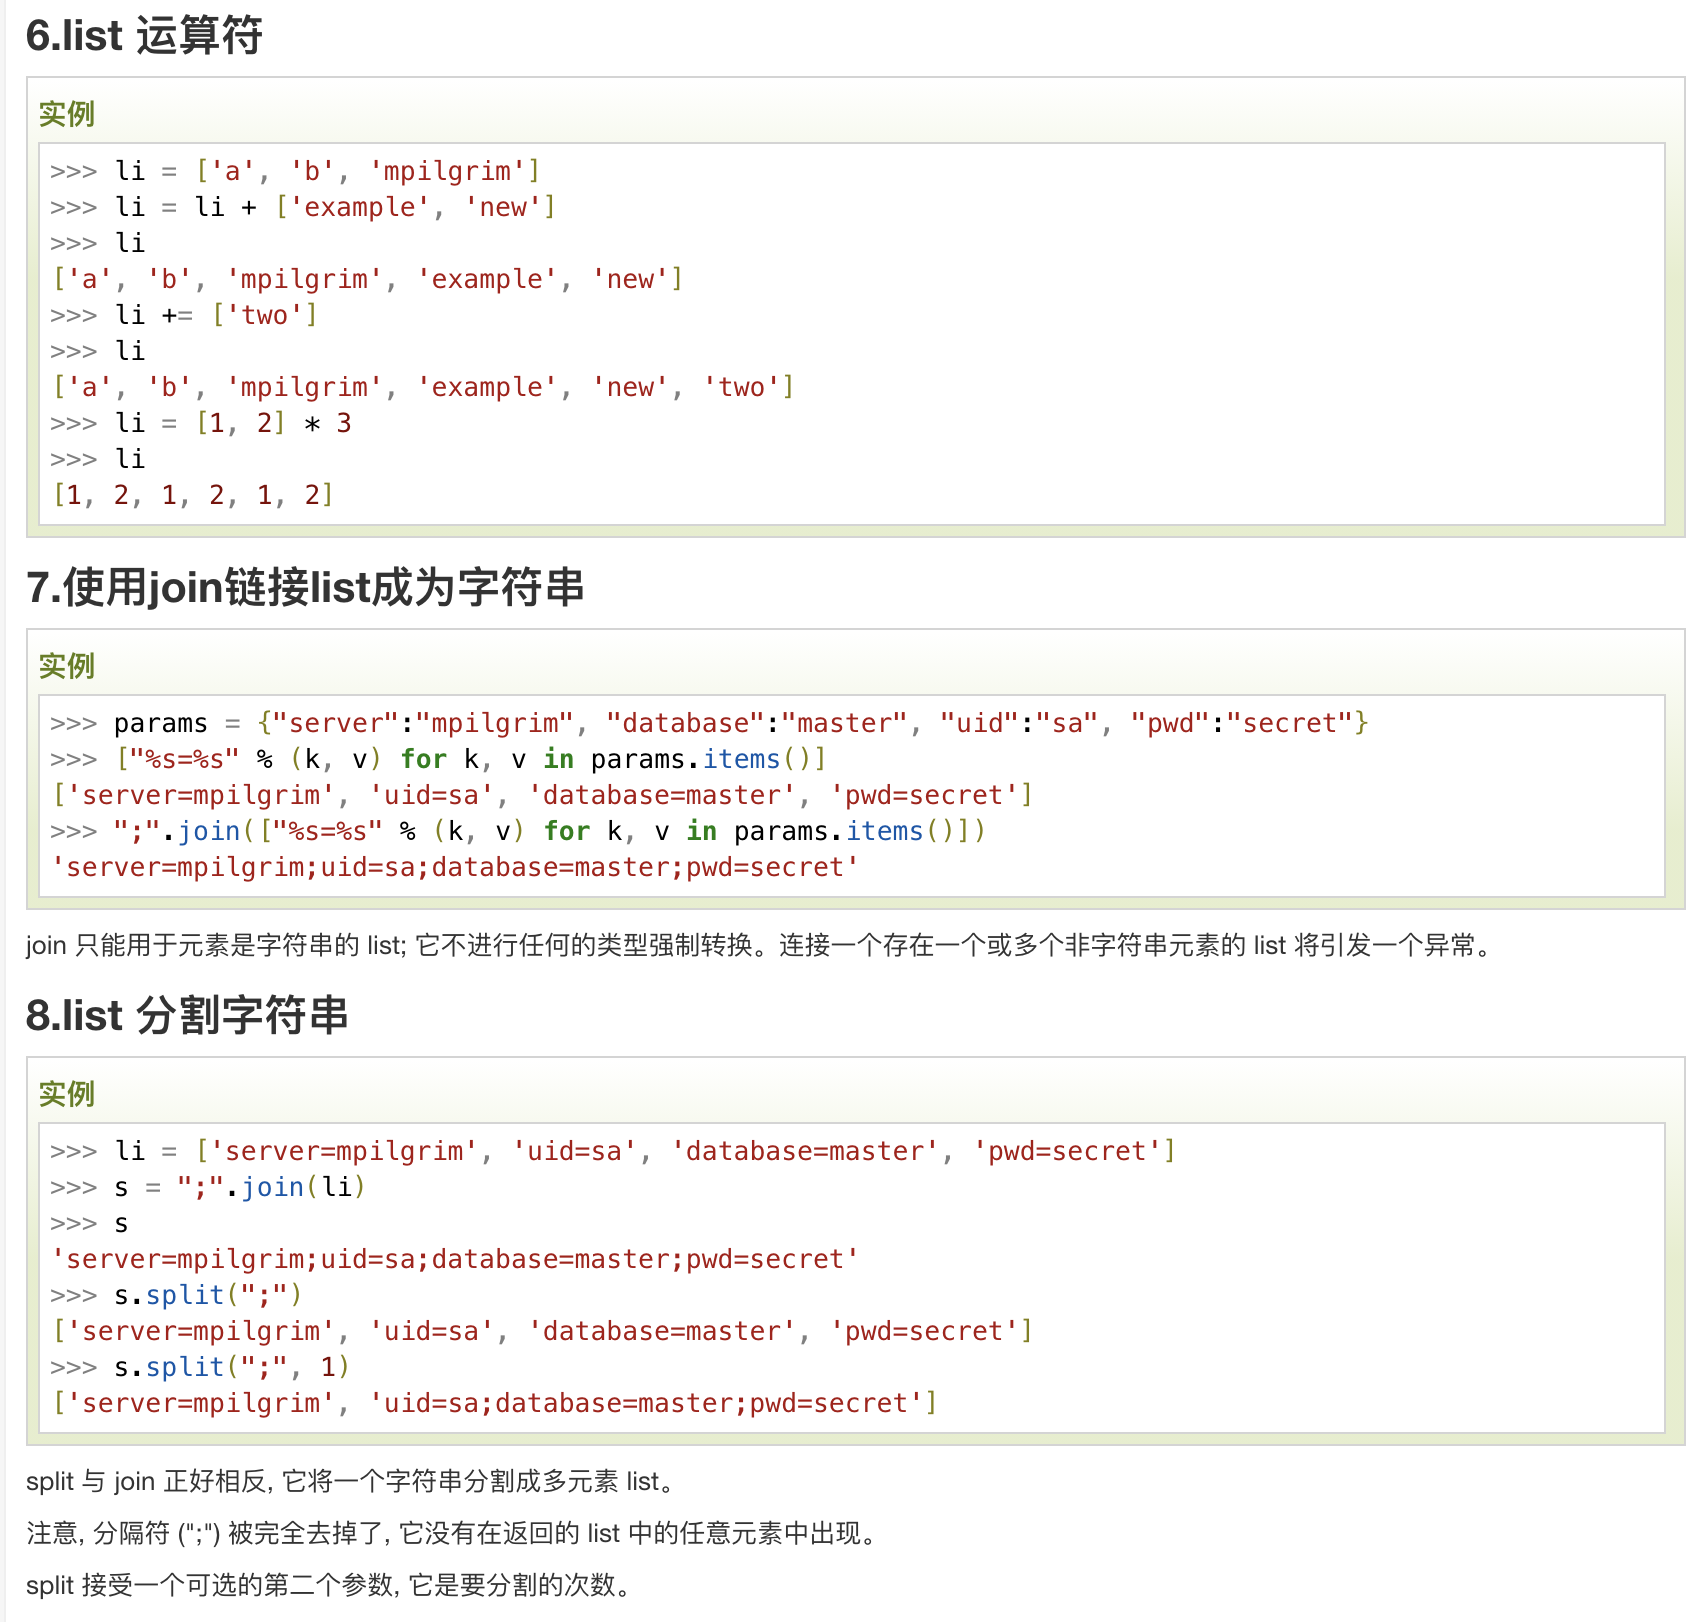 6.list 运算符
实例
>>> li = ['a', 'b', 'mpilgrim']
>>> li = li + ['example', 'new']
>>> li
['a', 'b', 'mpilgrim', 'example', 'new']
>>> li += ['two']
>>> li
['a', 'b', 'mpilgrim', 'example', 'new', 'two']
>>> li = [1, 2] * 3
>>> li
[1, 2, 1, 2, 1, 2]
7.使用join链接list成为字符串
实例
>>> params = {"server":"mpilgrim", "database":"master", "uid":"sa", "pwd":"secret"}
>>> ["%s=%s" % (k, v) for k, v in params.items()]
['server=mpilgrim', 'uid=sa', 'database=master', 'pwd=secret']
>>> ";".join(["%s=%s" % (k, v) for k, v in params.items()])
'server=mpilgrim;uid=sa;database=master;pwd=secret'
join 只能用于元素是字符串的 list; 它不进行任何的类型强制转换。连接一个存在一个或多个非字符串元素的 list 将引发一个异常。
8.list 分割字符串
实例
>>> li = ['server=mpilgrim', 'uid=sa', 'database=master', 'pwd=secret']
>>> s = ";".join(li)
>>> s
'server=mpilgrim;uid=sa;database=master;pwd=secret'
>>> s.split(";")
['server=mpilgrim', 'uid=sa', 'database=master', 'pwd=secret']
>>> s.split(";", 1)
['server=mpilgrim', 'uid=sa;database=master;pwd=secret']
split 与 join 正好相反, 它将一个字符串分割成多元素 list。
注意, 分隔符 (";") 被完全去掉了, 它没有在返回的 list 中的任意元素中出现。
split 接受一个可选的第二个参数, 它是要分割的次数。